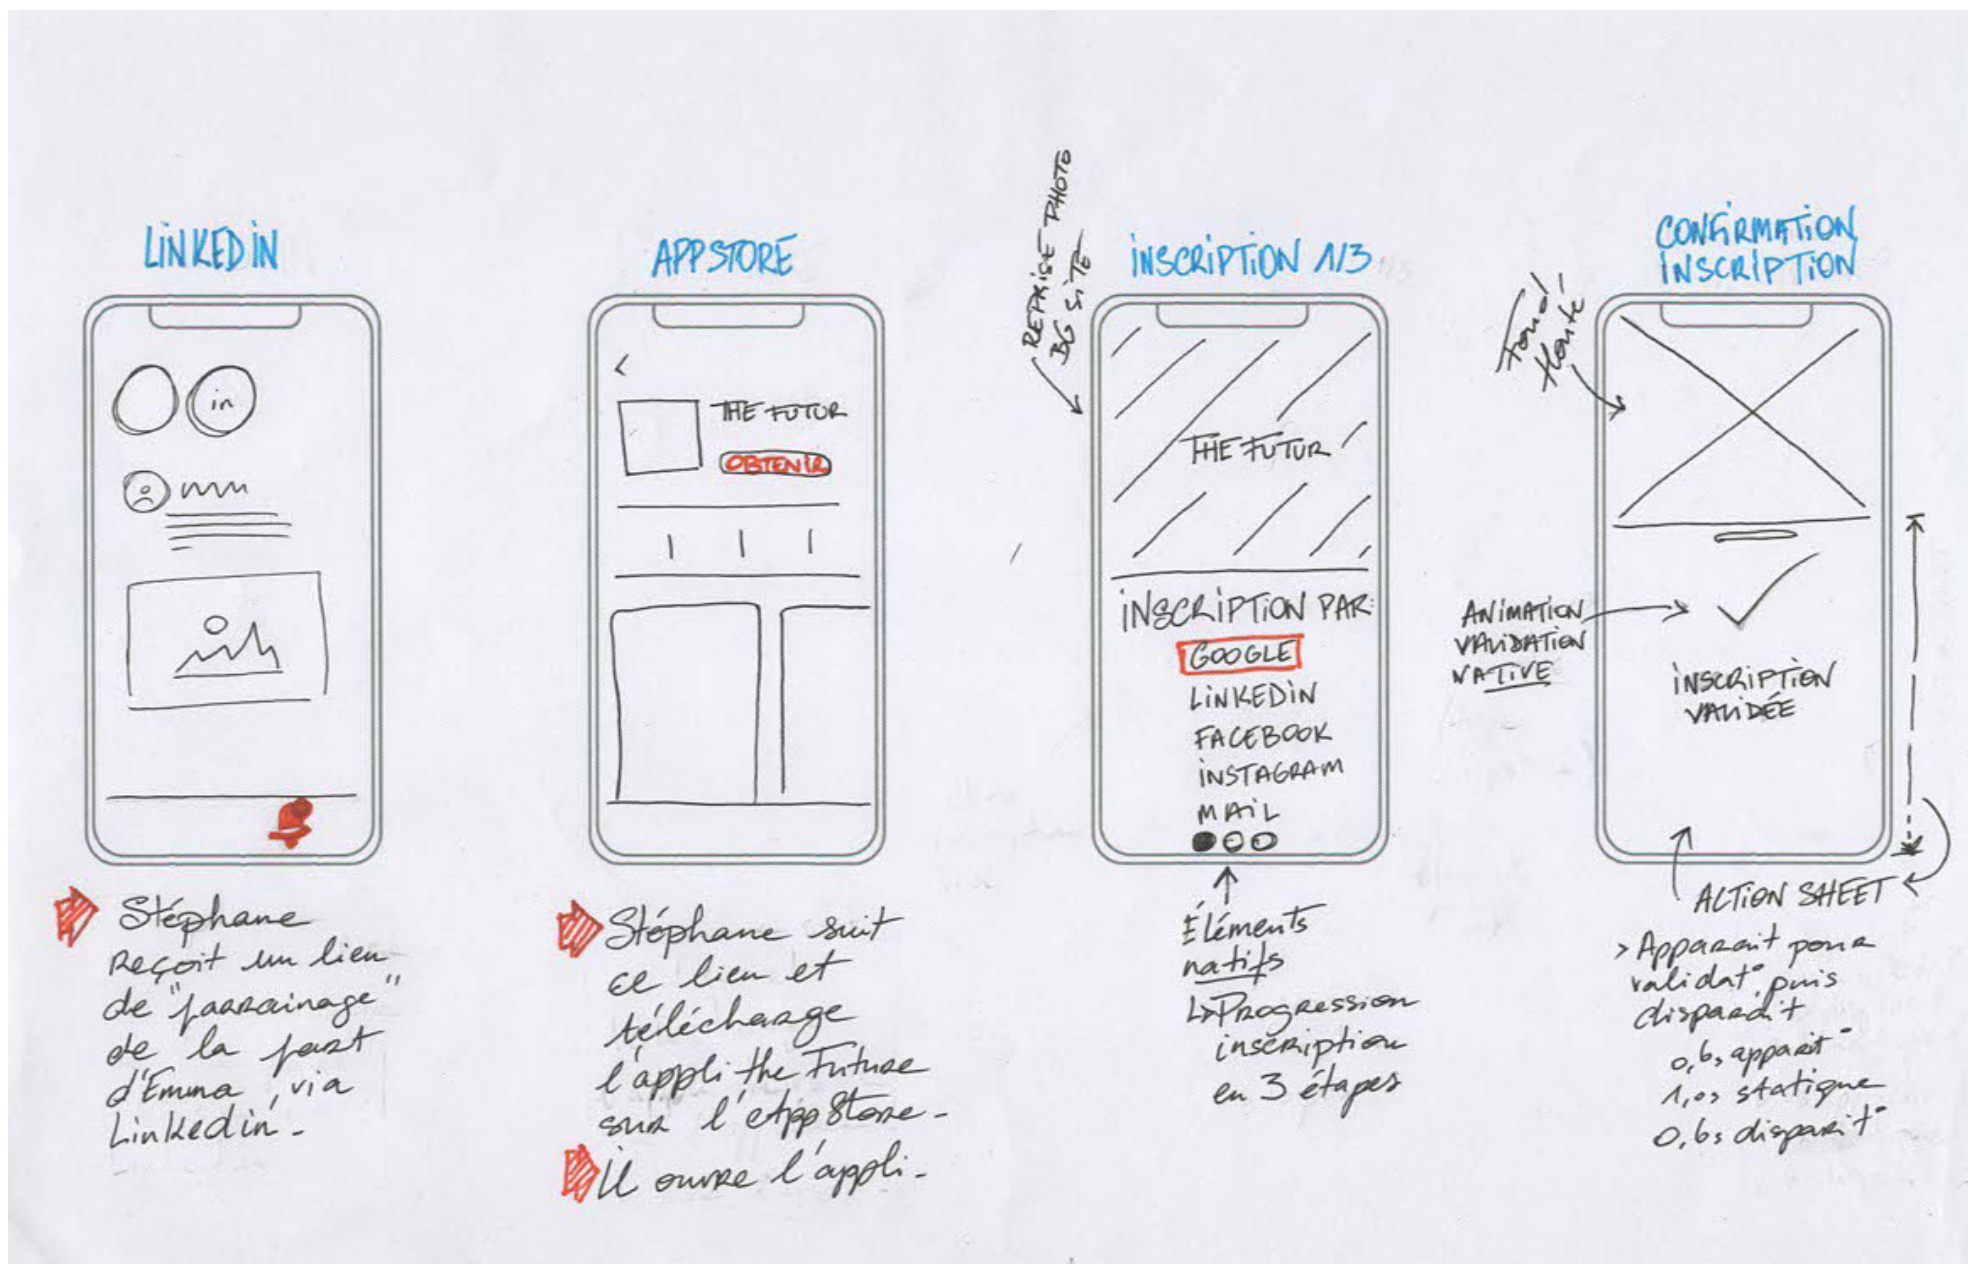 LINKEDIN
in
Stéphane
Reçoit un lien
de "parrainage"
de la part
d'Emma, via
Linkedin.
APPSTORE
<
THE FUTUR
OBTENIR
Stéphane suit
ce lien et
télécharge
l'appli the Future
sur l'AppStore.
Il ouvre l'appli.
INSCRIPTION 1/3
REPRISE PHOTO
BG SITE
THE FUTUR
INSCRIPTION PAR:
GOOGLE
LINKEDIN
FACEBOOK
INSTAGRAM
MAIL
Éléments
natifs
↳Progression
inscription
en 3 étapes
CONFIRMATION
INSCRIPTION
Fond
flouté
ANIMATION
VALIDATION
NATIVE
INSCRIPTION
VALIDÉE
ACTION SHEET
> Apparait pour
validat° puis
disparait
0,6s apparit°
1,0s statique
0,6s disparit°